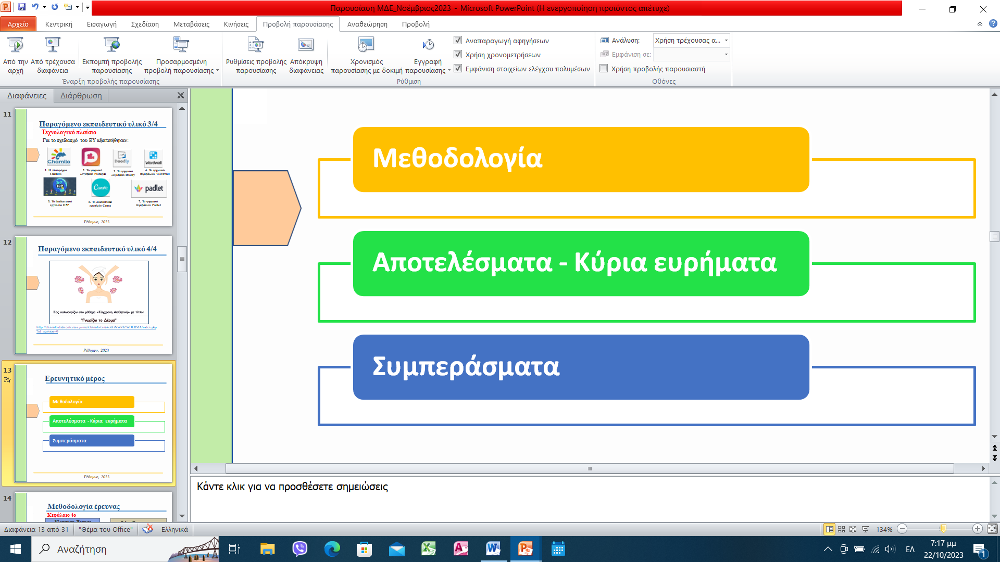 Παρουσίαση ΜΔΕ_Νοέμβριος2023 - Microsoft PowerPoint (Η ενεργοποίηση προϊόντος απέτυχε)
Αρχείο Κεντρική Εισαγωγή Σχεδίαση Μεταβάσεις Κινήσεις Προβολή παρουσίασης Αναθεώρηση Προβολή
Από την αρχή
Από τρέχουσα διαφάνεια
Εκπομπή προβολής παρουσίασης
Προσαρμοσμένη προβολή παρουσίασης
Έναρξη προβολής παρουσίασης
Ρυθμίσεις προβολής παρουσίασης
Απόκρυψη διαφάνειας
Χρονισμός παρουσίασης με δοκιμή
Εγγραφή παρουσίασης
Αναπαραγωγή αφηγήσεων
Χρήση χρονομετρήσεων
Εμφάνιση στοιχείων ελέγχου πολυμέσων
Ρύθμιση
Ανάλυση: Χρήση τρέχουσας α...
Εμφάνιση σε:
Χρήση προβολής παρουσιαστή
Οθόνες
Διαφάνειες Διάρθρωση
11
Παραγόμενο εκπαιδευτικό υλικό 3/4
Τεχνολογικό πλαίσιο
Για το σχεδιασμό του ΕΥ αξιοποιήθηκαν:
Chamilo
Doodly
Wordwall
1. Η πλατφόρμα Chamilo
2. Το ψηφιακό λογισμικό Plotagon
3. Το ψηφιακό λογισμικό Doodly
4. Το ψηφιακό περιβάλλον Wordwall
H5P
Canva
padlet
5. Το διαδικτυακό εργαλείο H5P
6. Το διαδικτυακό εργαλείο Canva
7. Το ψηφιακό περιβάλλον Padlet
Ρέθυμνο, 2023
12
Παραγόμενο εκπαιδευτικό υλικό 4/4
Σας καλωσορίζω στο μάθημα «Σύγχρονη Αισθητική» με τίτλο:
"Γνωρίζω το Δέρμα"
Ρέθυμνο, 2023
13
Ερευνητικό μέρος
Μεθοδολογία
Αποτελέσματα - Κύρια ευρήματα
Συμπεράσματα
Ρέθυμνο, 2023
14
Μεθοδολογία έρευνας
Κεφάλαιο 4ο
Μεθοδολογία
Αποτελέσματα - Κύρια ευρήματα
Συμπεράσματα
Κάντε κλικ για να προσθέσετε σημειώσεις
Διαφάνεια 13 από 31 "Θέμα του Office" Ελληνικά 134%
Αναζήτηση
ΕΛ
7:17 μμ
22/10/2023
1